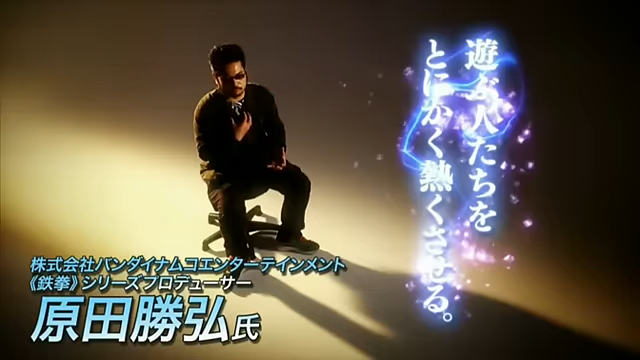 遊ぶ人たちを
とにかく熱くさせる。
株式会社バンダイナムコエンターテインメント
《鉄拳》シリーズプロデューサー
原田勝弘氏